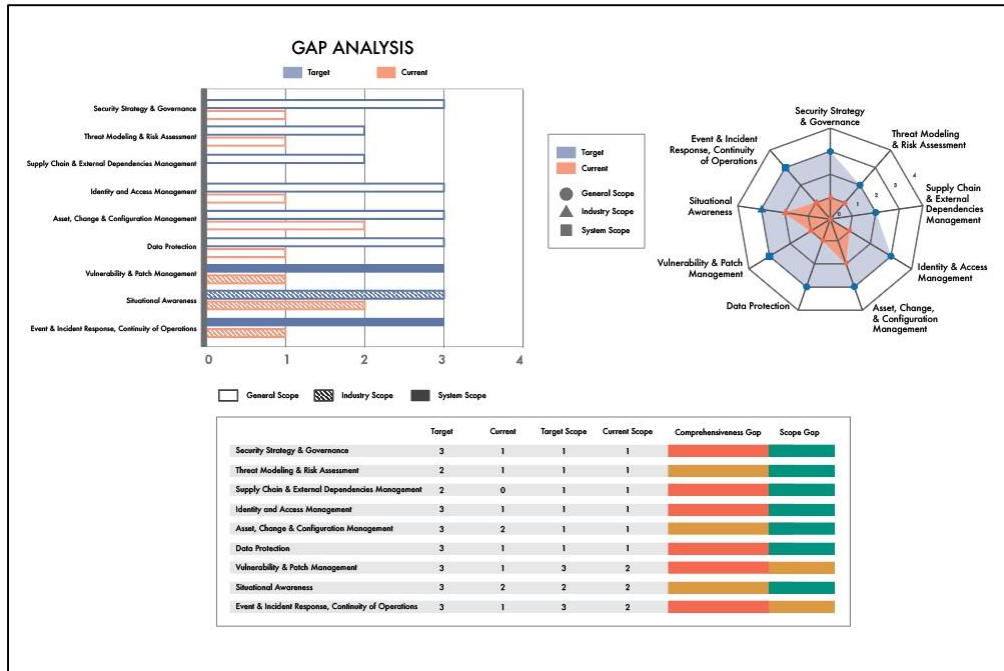 GAP ANALYSIS
Target Current
Security Strategy & Governance
Threat Modeling & Risk Assessment
Supply Chain & External Dependencies Management
Identity and Access Management
Asset, Change & Configuration Management
Data Protection
Vulnerability & Patch Management
Situational Awareness
Event & Incident Response, Continuity of Operations
0 1 2 3 4
General Scope Industry Scope System Scope
Target
Current
General Scope
Industry Scope
System Scope
Security Strategy
& Governance
Threat Modeling
& Risk Assessment
Supply Chain
& External
Dependencies
Management
Identity & Access
Management
Asset, Change,
& Configuration
Management
Data Protection
Vulnerability & Patch
Management
Situational
Awareness
Event & Incident
Response, Continuity
of Operations
0 1 2 3 4
Target Current Target Scope Current Scope Comprehensiveness Gap Scope Gap
Security Strategy & Governance 3 1 1 1
Threat Modeling & Risk Assessment 2 1 1 1
Supply Chain & External Dependencies Management 2 0 1 1
Identity and Access Management 3 1 1 1
Asset, Change & Configuration Management 3 2 1 1
Data Protection 3 1 1 1
Vulnerability & Patch Management 3 1 3 2
Situational Awareness 3 2 2 2
Event & Incident Response, Continuity of Operations 3 1 3 2